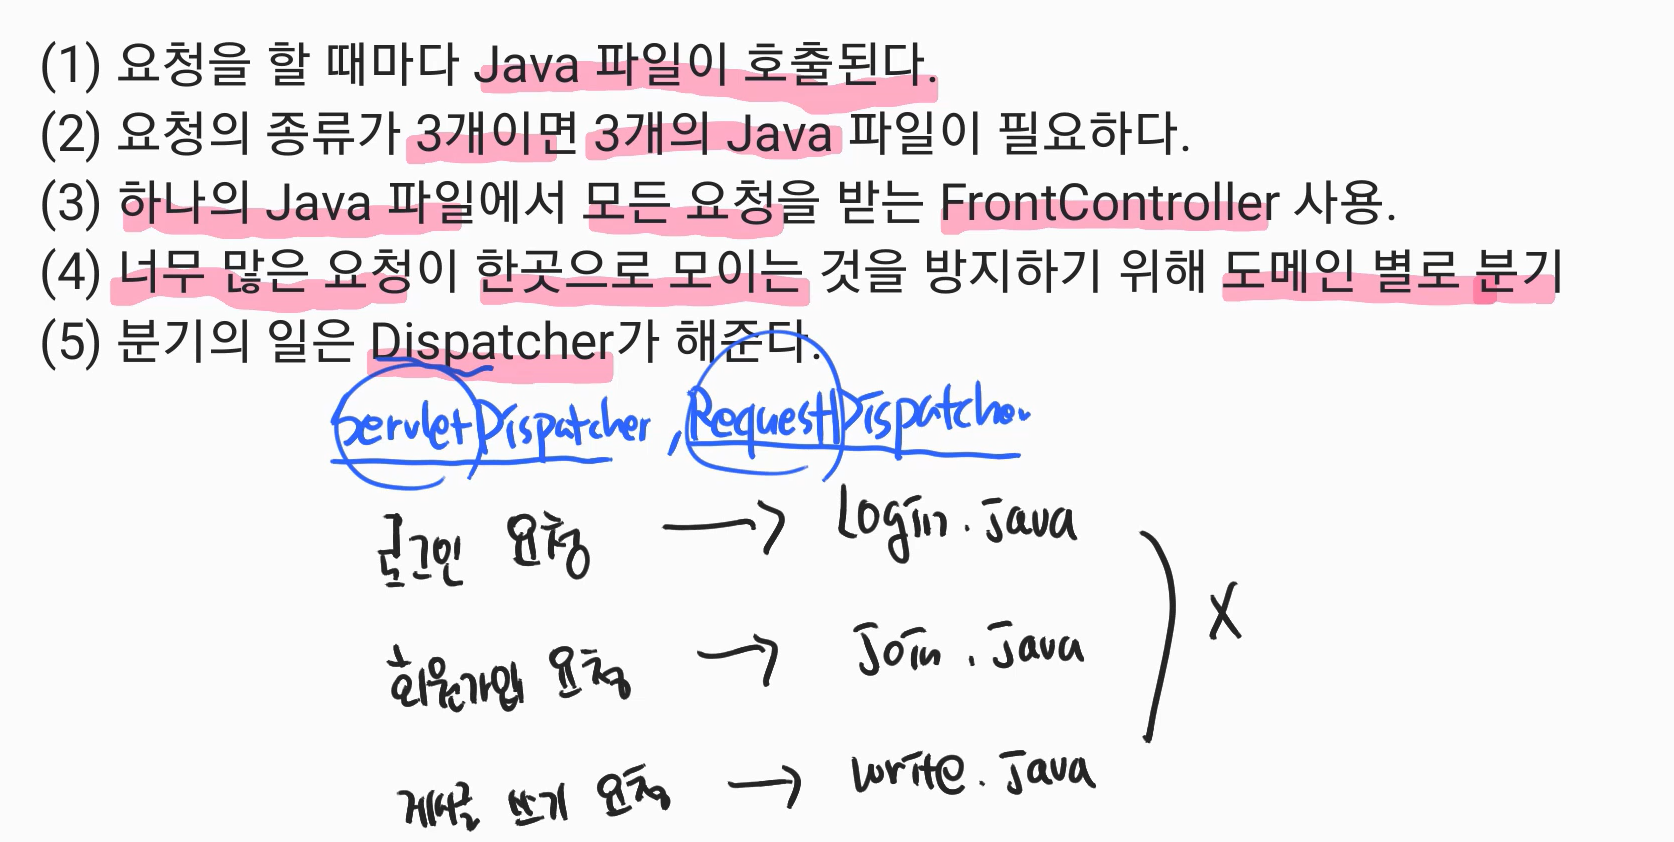 (1) 요청을 할 때마다 Java 파일이 호출된다.
(2) 요청의 종류가 3개이면 3개의 Java 파일이 필요하다.
(3) 하나의 Java 파일에서 모든 요청을 받는 FrontController 사용.
(4) 너무 많은 요청이 한곳으로 모이는 것을 방지하기 위해 도메인 별로 분기
(5) 분기의 일은 Dispatcher가 해준다.
ServletDispatcher, RequestDispatcher
로그인 요청 → Login.java
회원가입 요청 → Join.java
게시글 쓰기 요청 → write.java
X